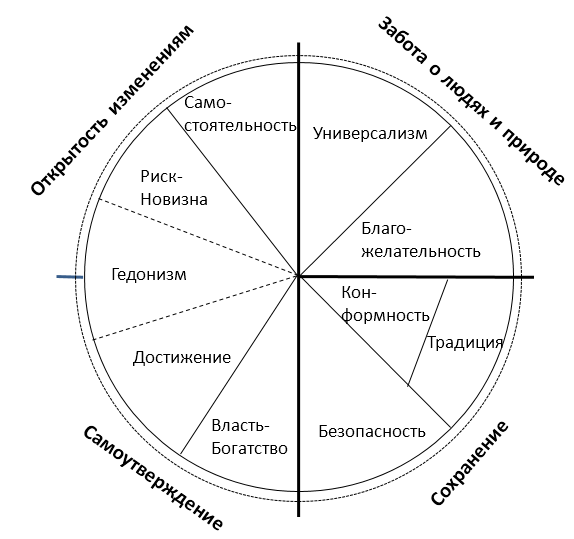 Открытость изменениям
Забота о людях и природе
Само-
стоятельность
Универсализм
Риск-
Новизна
Благо-
желательность
Гедонизм
Кон-
формность
Традиция
Достижение
Власть-
Богатство
Безопасность
Самоутверждение
Сохранение